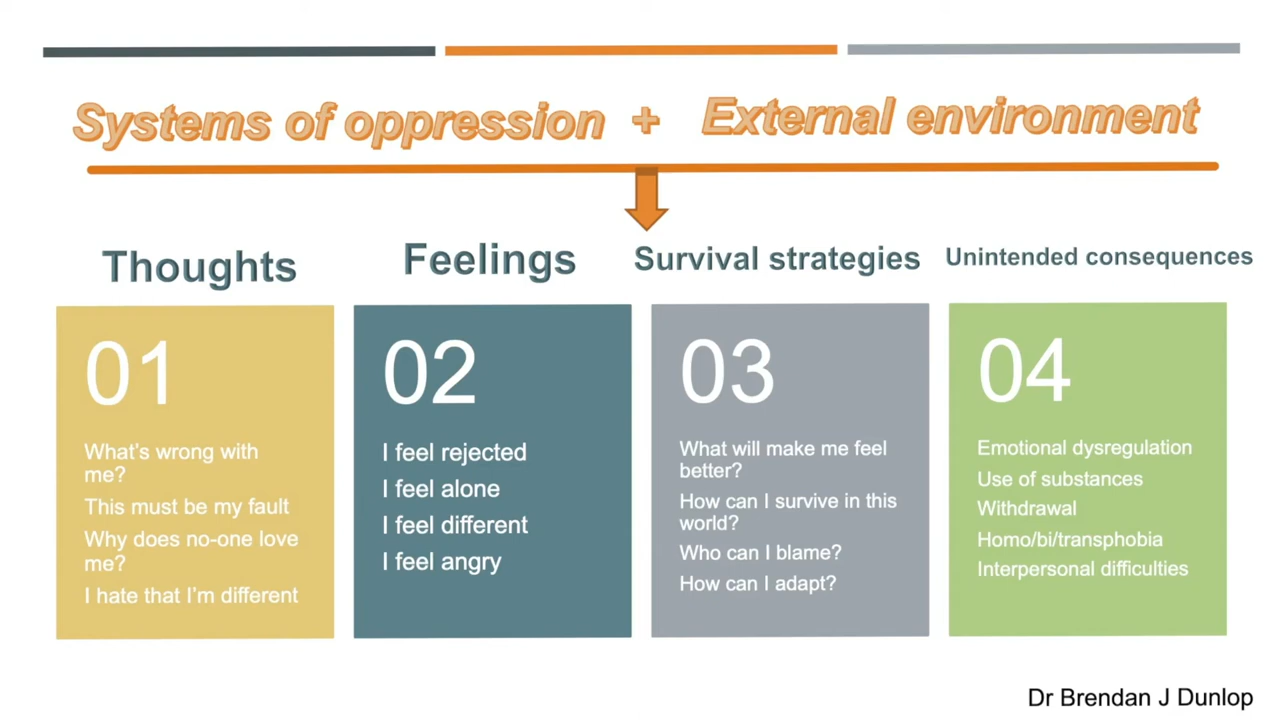 Systems of oppression + External environment
Thoughts
01
What's wrong with
me?
This must be my fault
Why does no-one love
me?
I hate that I'm different
Feelings
02
I feel rejected
I feel alone
I feel different
I feel angry
Survival strategies
03
What will make me feel
better?
How can I survive in this
world?
Who can I blame?
How can I adapt?
Unintended consequences
04
Emotional dysregulation
Use of substances
Withdrawal
Homo/bi/transphobia
Interpersonal difficulties
Dr Brendan J Dunlop